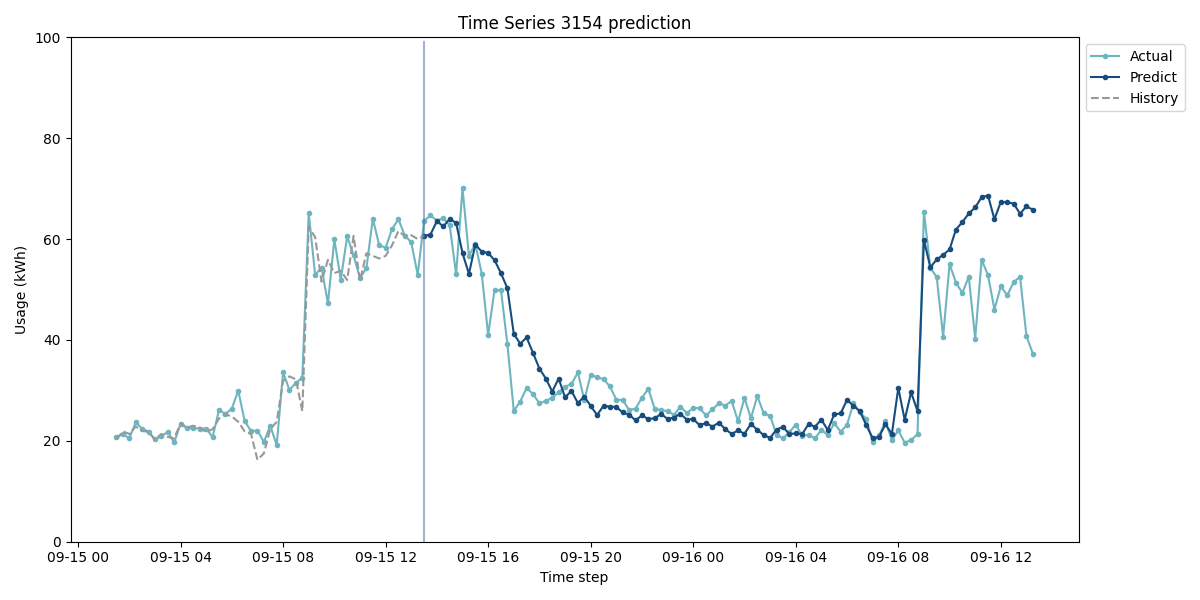 Time Series 3154 prediction
100
80
60
40
20
0
Usage (kWh)
09-15 00 09-15 04 09-15 08 09-15 12 09-15 16 09-15 20 09-16 00 09-16 04 09-16 08 09-16 12
Time step
Actual
Predict
History